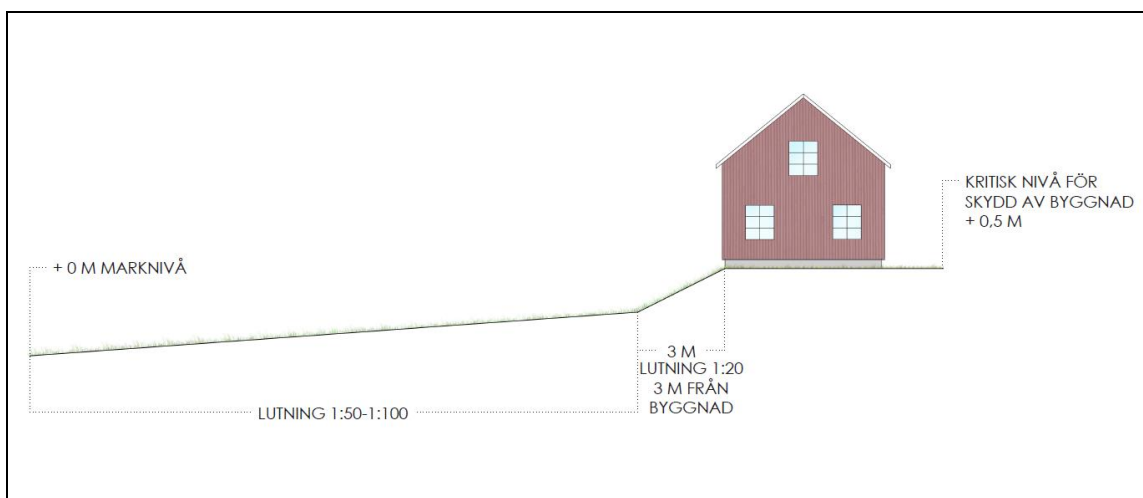 KRITISK NIVÅ FÖR
SKYDD AV BYGGNAD
+ 0,5 M
+ 0 M MARKNIVÅ
3 M
LUTNING 1:20
3 M FRÅN
BYGGNAD
LUTNING 1:50-1:100